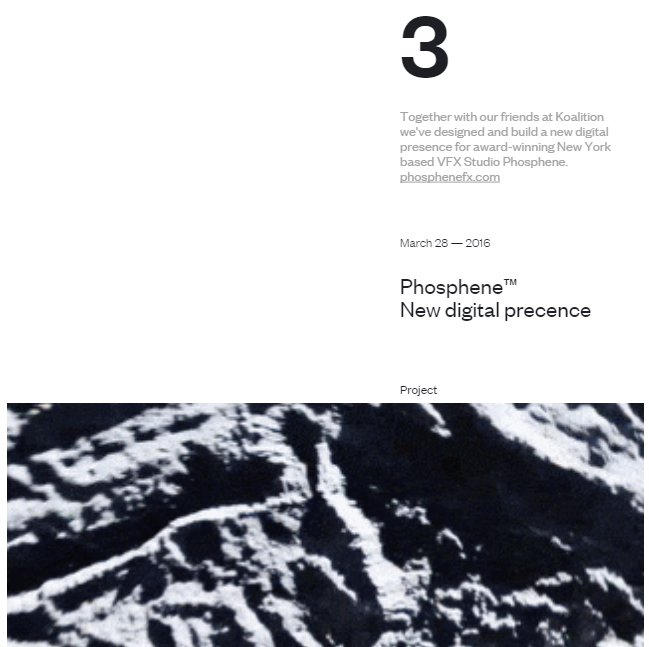 3
Together with our friends at Koalition
we've designed and build a new digital
presence for award-winning New York
based VFX Studio Phosphene.
phosphenefx.com
March 28 — 2016
Phosphene™
New digital precence
Project